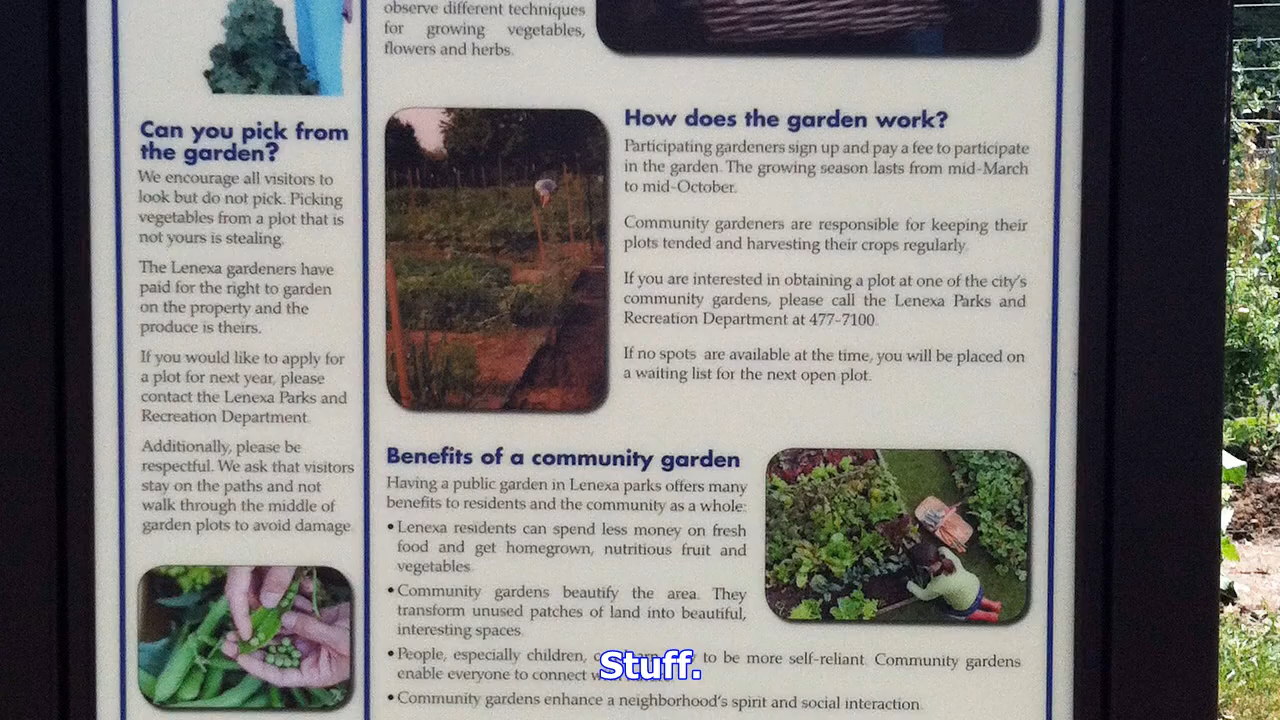 observe different techniques
for growing vegetables,
flowers and herbs.
Can you pick from
the garden?
We encourage all visitors to
look but do not pick. Picking
vegetables from a plot that is
not yours is stealing.
The Lenexa gardeners have
paid for the right to garden
on the property and the
produce is theirs.
If you would like to apply for
a plot for next year, please
contact the Lenexa Parks and
Recreation Department.
Additionally, please be
respectful. We ask that visitors
stay on the paths and not
walk through the middle of
garden plots to avoid damage.
How does the garden work?
Participating gardeners sign up and pay a fee to participate
in the garden. The growing season lasts from mid-March
to mid-October.
Community gardeners are responsible for keeping their
plots tended and harvesting their crops regularly.
If you are interested in obtaining a plot at one of the city's
community gardens, please call the Lenexa Parks and
Recreation Department at 477-7100.
If no spots are available at the time, you will be placed on
a waiting list for the next open plot.
Benefits of a community garden
Having a public garden in Lenexa parks offers many
benefits to residents and the community as a whole:
• Lenexa residents can spend less money on fresh
food and get homegrown, nutritious fruit and
vegetables.
• Community gardens beautify the area. They
transform unused patches of land into beautiful,
interesting spaces.
• People, especially children, to be more self-reliant. Community gardens
enable everyone to connect
• Community gardens enhance a neighborhood's spirit and social interaction.
Stuff.